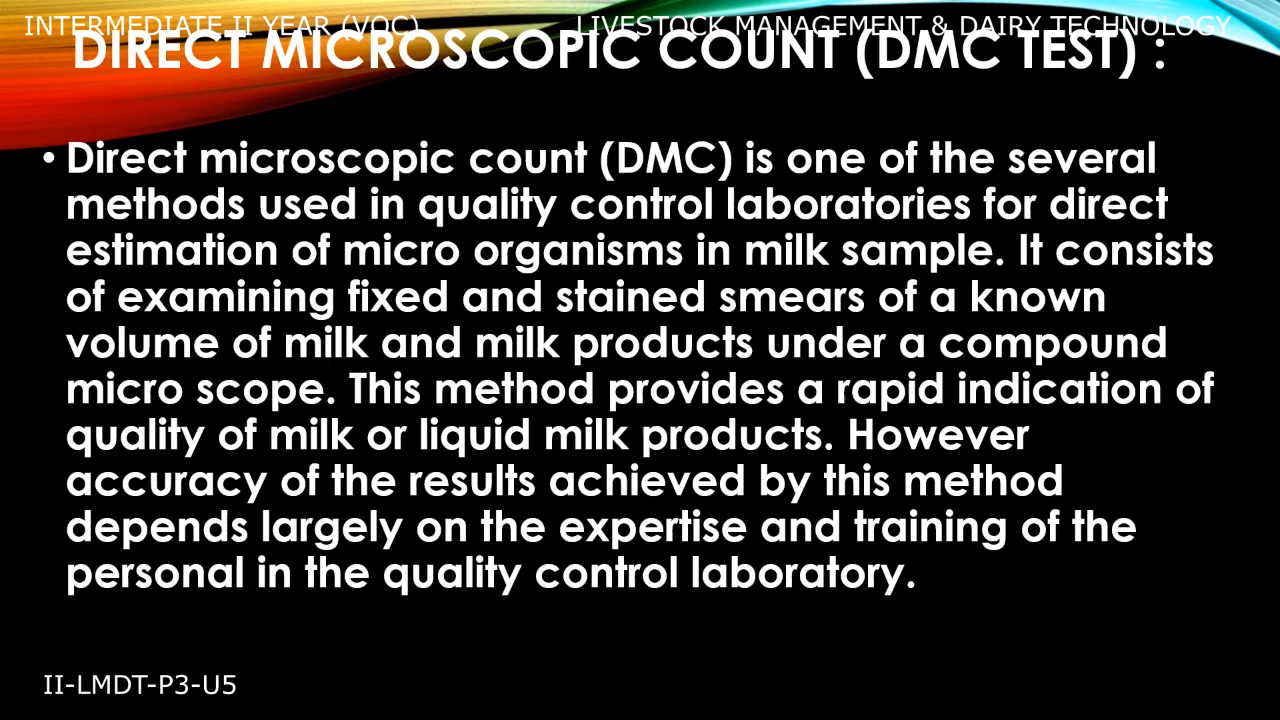 INTERMEDIATE II YEAR (VOC) LIVESTOCK MANAGEMENT & DAIRY TECHNOLOGY
DIRECT MICROSCOPIC COUNT (DMC TEST) :
• Direct microscopic count (DMC) is one of the several
methods used in quality control laboratories for direct
estimation of micro organisms in milk sample. It consists
of examining fixed and stained smears of a known
volume of milk and milk products under a compound
micro scope. This method provides a rapid indication of
quality of milk or liquid milk products. However
accuracy of the results achieved by this method
depends largely on the expertise and training of the
personal in the quality control laboratory.
II-LMDT-P3-U5